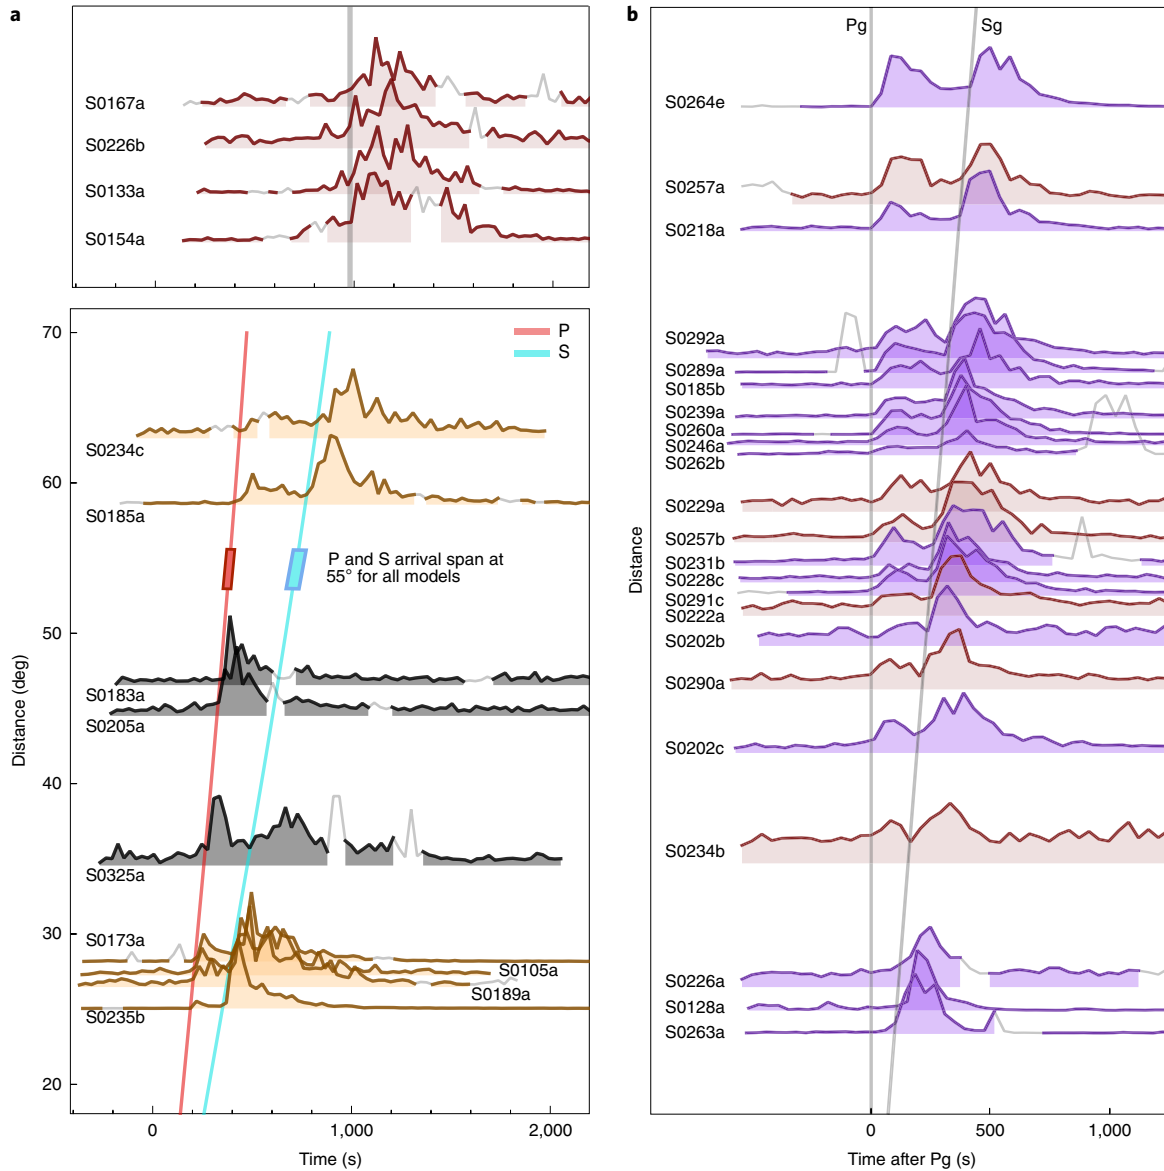 a
S0167a
S0226b
S0133a
S0154a
70
60
50
40
30
20
Distance (deg)
P
S
S0234c
S0185a
P and S arrival span at
55° for all models
S0183a
S0205a
S0325a
S0173a
S0105a
S0189a
S0235b
0
1,000
2,000
Time (s)
b
Pg
Sg
S0264e
S0257a
S0218a
S0292a
S0289a
S0185b
S0239a
S0260a
S0246a
S0262b
S0229a
S0257b
S0231b
S0228c
S0291c
S0222a
S0202b
S0290a
S0202c
S0234b
S0226a
S0128a
S0263a
Distance
0
500
1,000
Time after Pg (s)